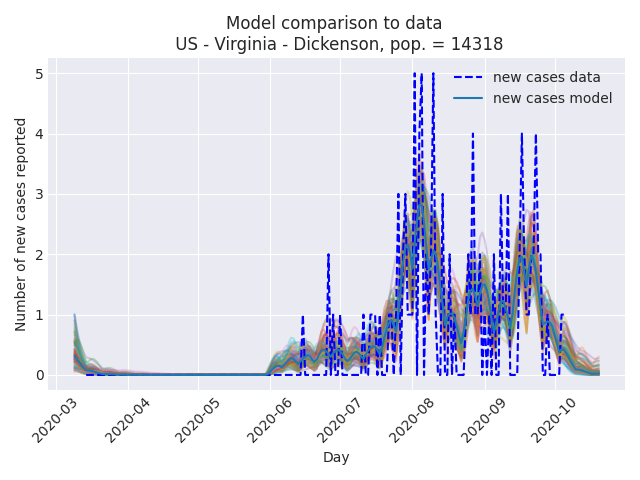 Model comparison to data
US - Virginia - Dickenson, pop. = 14318
new cases data
new cases model
Number of new cases reported
5
4
3
2
1
0
2020-03
2020-04
2020-05
2020-06
2020-07
2020-08
2020-09
2020-10
Day